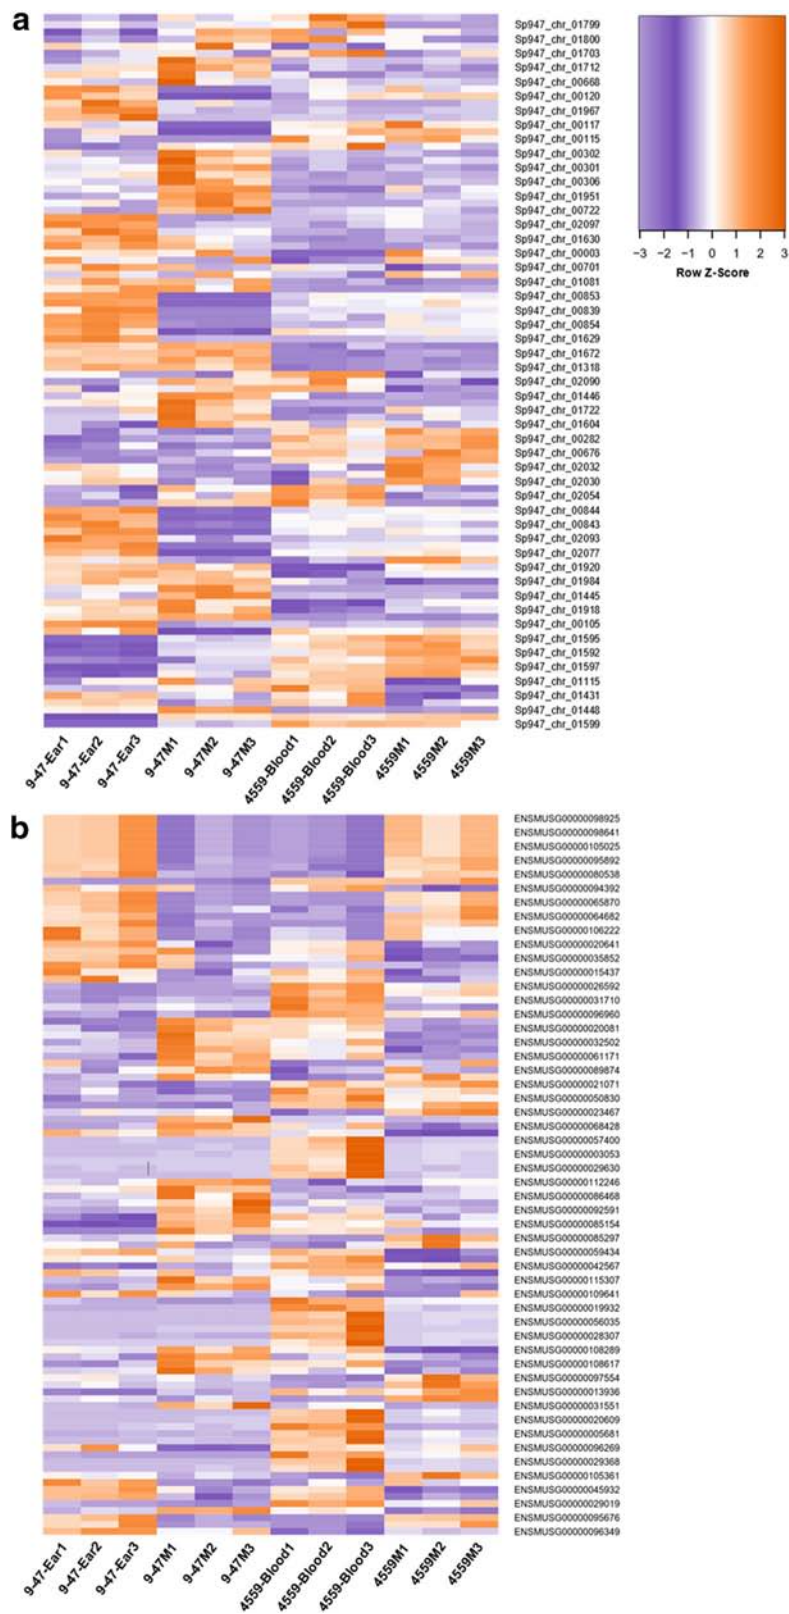 a
Sp947_chr_01799
Sp947_chr_01800
Sp947_chr_01703
Sp947_chr_01712
Sp947_chr_00668
Sp947_chr_00120
Sp947_chr_01967
Sp947_chr_00117
Sp947_chr_00115
Sp947_chr_00302
Sp947_chr_00301
Sp947_chr_00306
Sp947_chr_01951
Sp947_chr_00722
Sp947_chr_02097
Sp947_chr_01630
Sp947_chr_00003
Sp947_chr_00701
Sp947_chr_01081
Sp947_chr_00853
Sp947_chr_00839
Sp947_chr_00854
Sp947_chr_01629
Sp947_chr_01672
Sp947_chr_01318
Sp947_chr_02090
Sp947_chr_01446
Sp947_chr_01722
Sp947_chr_01604
Sp947_chr_00282
Sp947_chr_00676
Sp947_chr_02032
Sp947_chr_02030
Sp947_chr_02054
Sp947_chr_00844
Sp947_chr_00843
Sp947_chr_02093
Sp947_chr_02077
Sp947_chr_01920
Sp947_chr_01984
Sp947_chr_01445
Sp947_chr_01918
Sp947_chr_00105
Sp947_chr_01595
Sp947_chr_01592
Sp947_chr_01597
Sp947_chr_01115
Sp947_chr_01431
Sp947_chr_01448
Sp947_chr_01599
−3 −2 −1 0 1 2 3
Row Z-Score
9-47-Ear1 9-47-Ear2 9-47-Ear3 9-47M1 9-47M2 9-47M3 4559-Blood1 4559-Blood2 4559-Blood3 4559M1 4559M2 4559M3
b
ENSMUSG00000098925
ENSMUSG00000098641
ENSMUSG00000105025
ENSMUSG00000095892
ENSMUSG00000080538
ENSMUSG00000094392
ENSMUSG00000065870
ENSMUSG00000064682
ENSMUSG00000106222
ENSMUSG00000020641
ENSMUSG00000035852
ENSMUSG00000015437
ENSMUSG00000026592
ENSMUSG00000031710
ENSMUSG00000096960
ENSMUSG00000020081
ENSMUSG00000032502
ENSMUSG00000061171
ENSMUSG00000089874
ENSMUSG00000021071
ENSMUSG00000050830
ENSMUSG00000023467
ENSMUSG00000068428
ENSMUSG00000057400
ENSMUSG00000003053
ENSMUSG00000029630
ENSMUSG00000112246
ENSMUSG00000086468
ENSMUSG00000092591
ENSMUSG00000085154
ENSMUSG00000085297
ENSMUSG00000059434
ENSMUSG00000042567
ENSMUSG00000115307
ENSMUSG00000109641
ENSMUSG00000019932
ENSMUSG00000056035
ENSMUSG00000028307
ENSMUSG00000108289
ENSMUSG00000108617
ENSMUSG00000097554
ENSMUSG00000013936
ENSMUSG00000031551
ENSMUSG00000020609
ENSMUSG00000005681
ENSMUSG00000096269
ENSMUSG00000029368
ENSMUSG00000105361
ENSMUSG00000045932
ENSMUSG00000029019
ENSMUSG00000095676
ENSMUSG00000096349
9-47-Ear1 9-47-Ear2 9-47-Ear3 9-47M1 9-47M2 9-47M3 4559-Blood1 4559-Blood2 4559-Blood3 4559M1 4559M2 4559M3